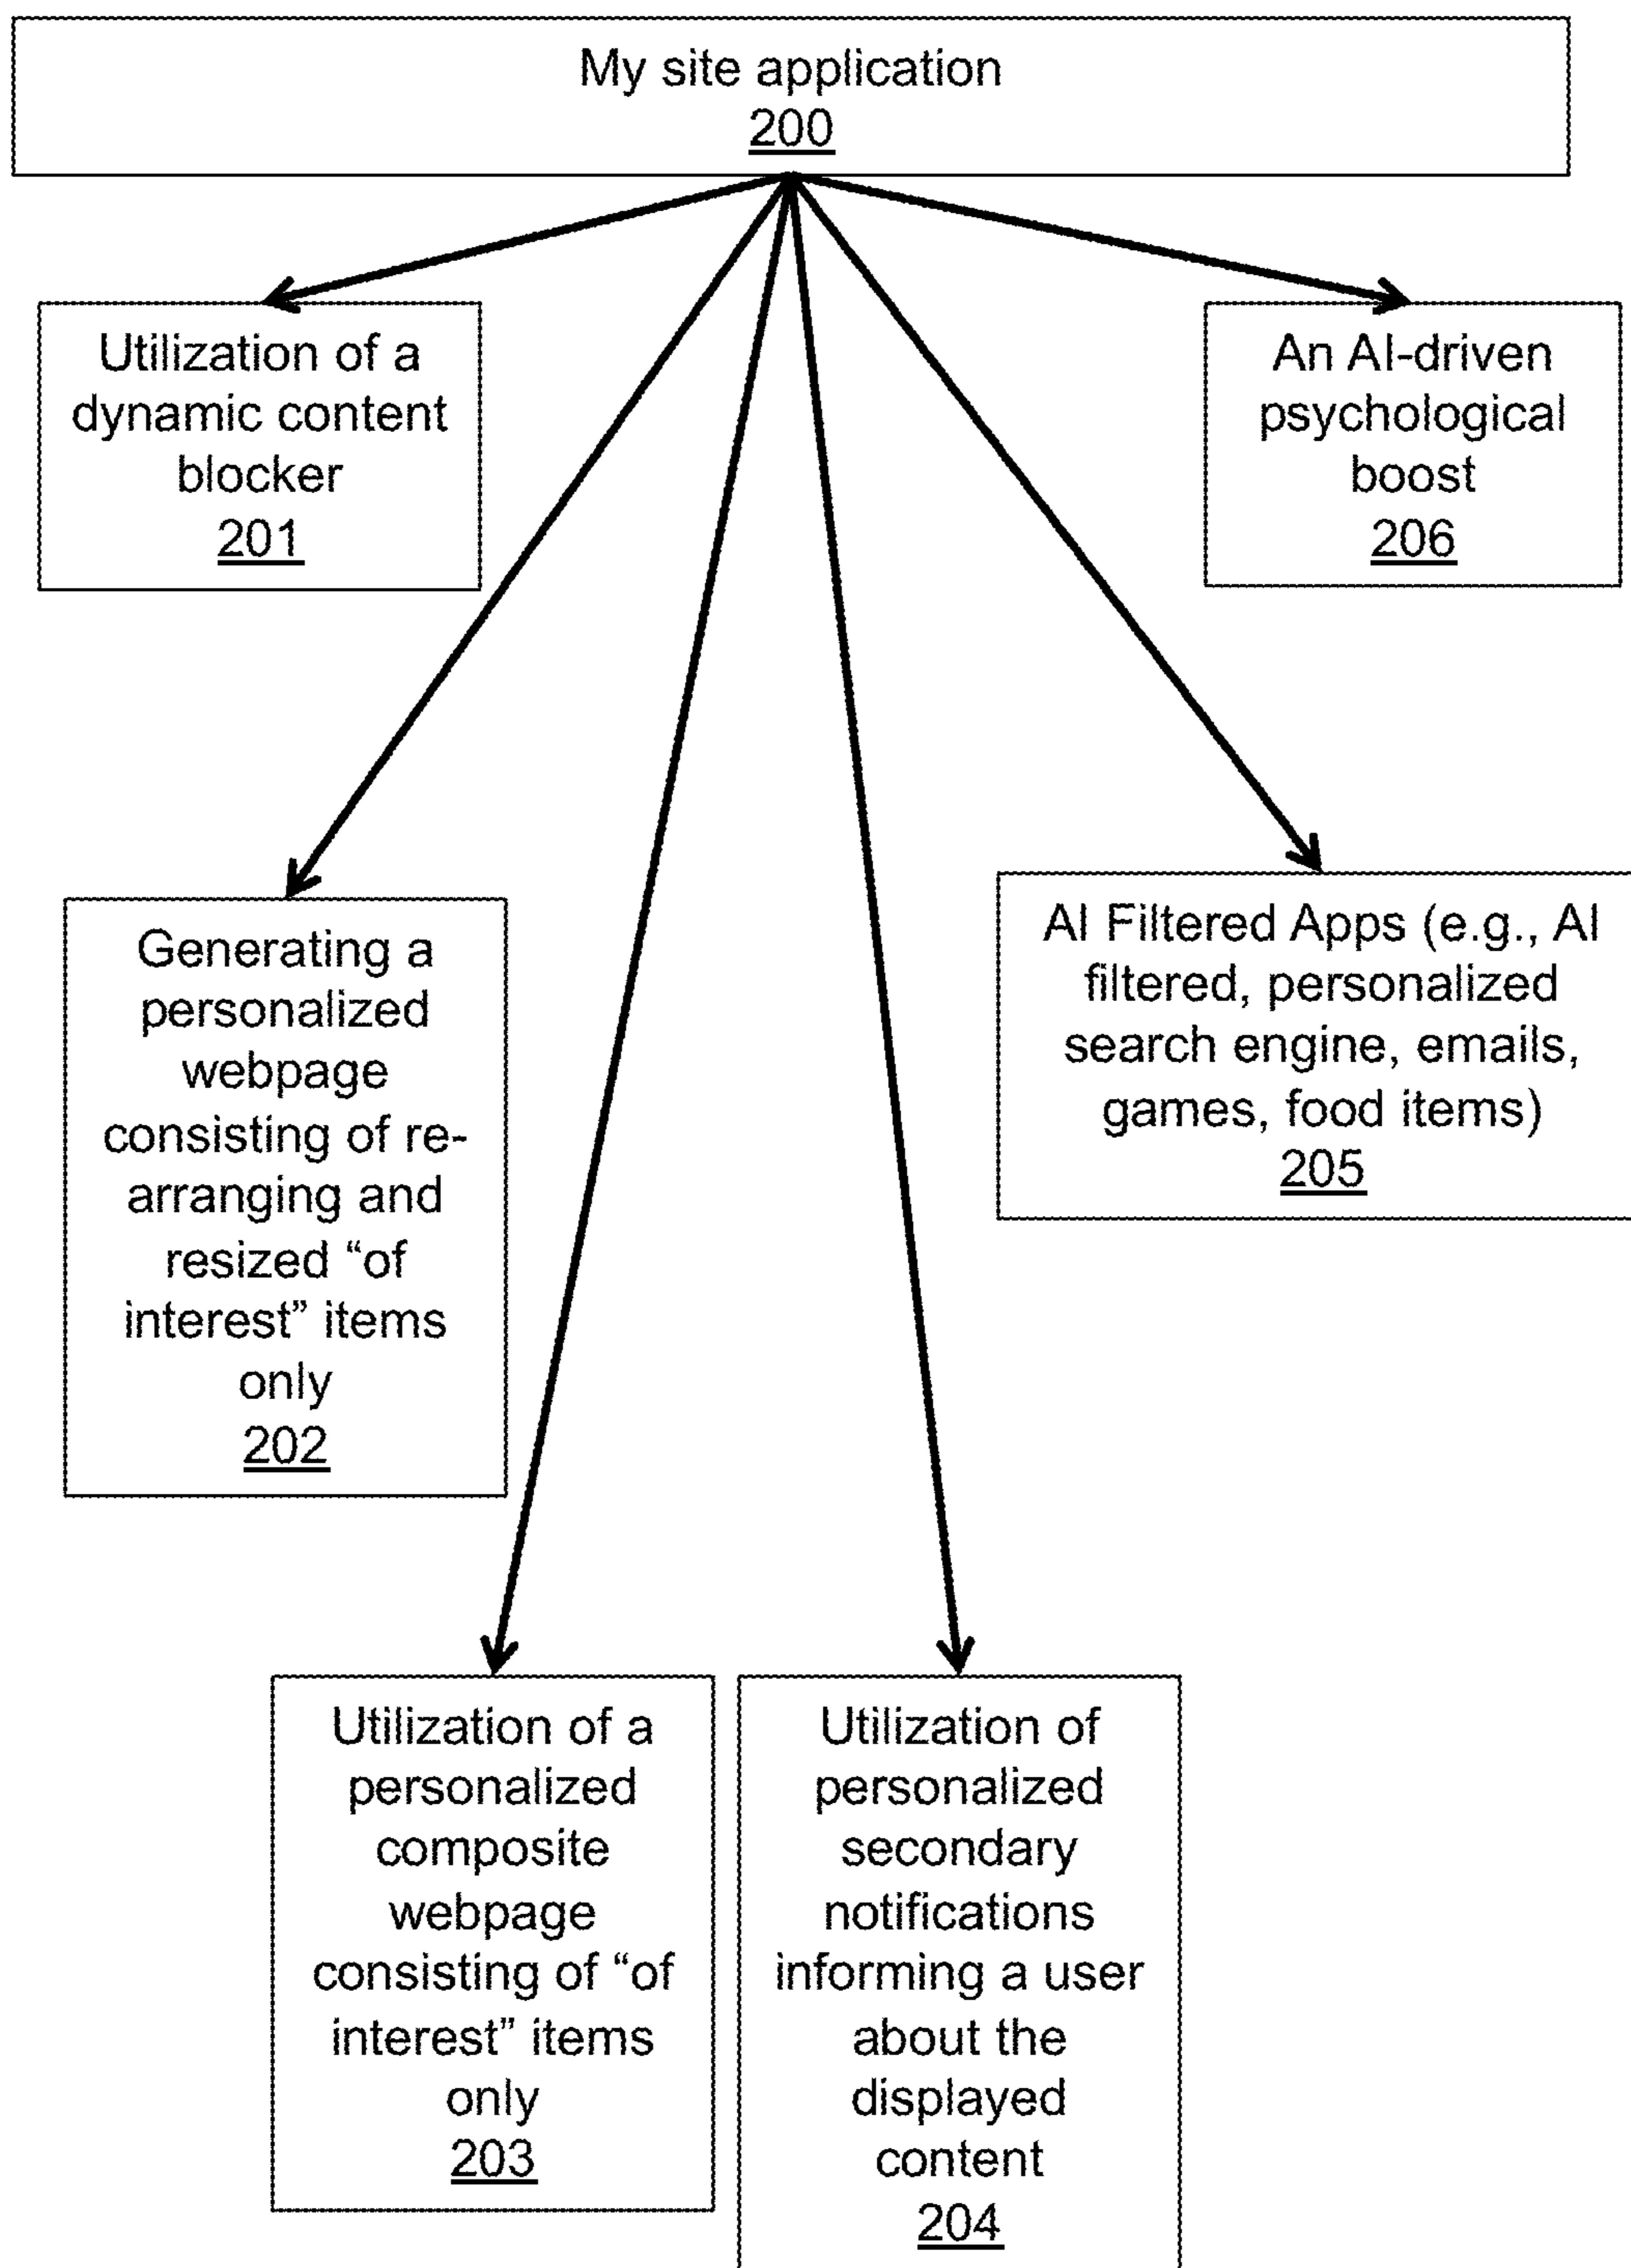 My site application
200
Utilization of a
dynamic content
blocker
201
An AI-driven
psychological
boost
206
Generating a
personalized
webpage
consisting of re-
arranging and
resized “of
interest” items
only
202
AI Filtered Apps (e.g., AI
filtered, personalized
search engine, emails,
games, food items)
205
Utilization of a
personalized
composite
webpage
consisting of “of
interest” items
only
203
Utilization of
personalized
secondary
notifications
informing a user
about the
displayed
content
204